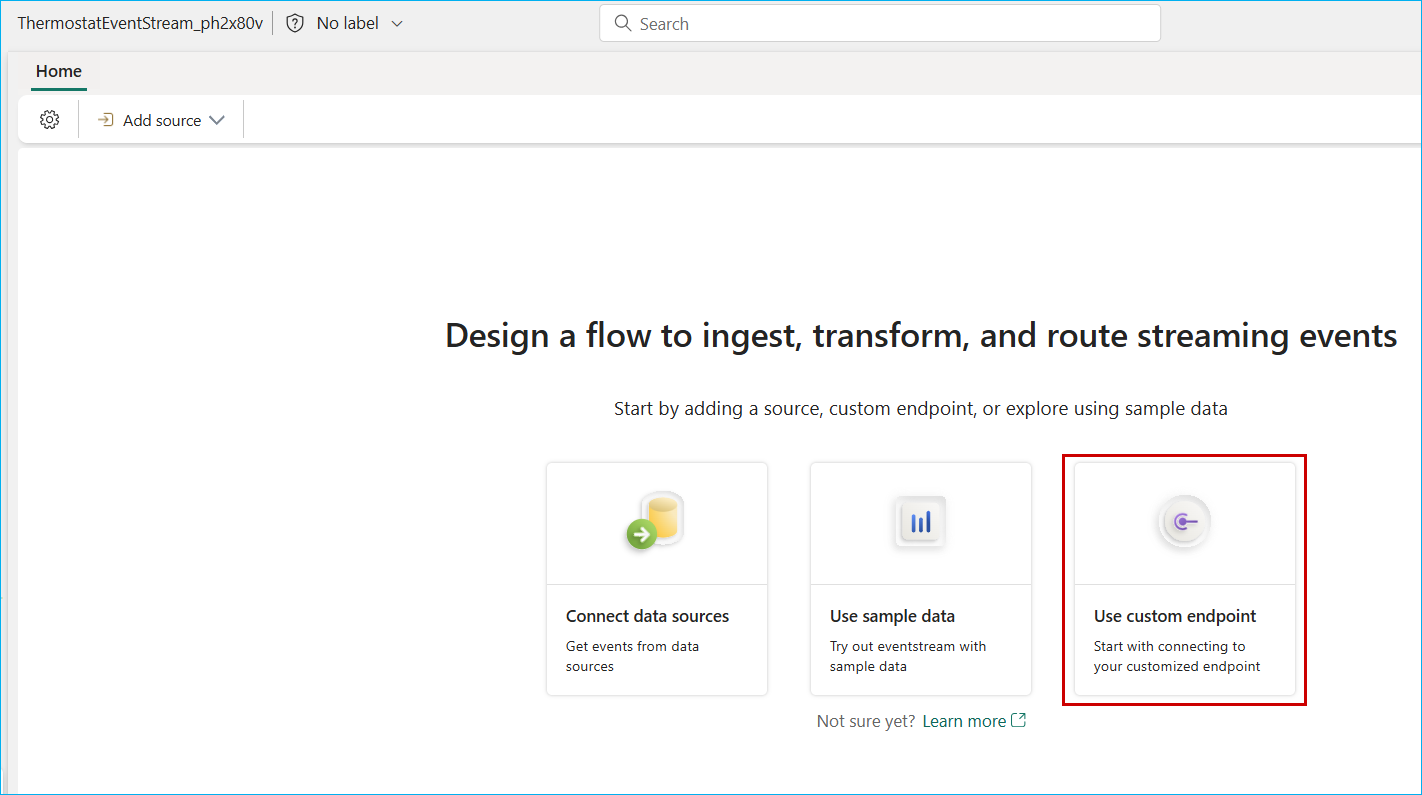 ThermostatEventStream_ph2x80v
No label
Search
Home
Add source
Design a flow to ingest, transform, and route streaming events
Start by adding a source, custom endpoint, or explore using sample data
Connect data sources
Get events from data
sources
Use sample data
Try out eventstream with
sample data
Use custom endpoint
Start with connecting to
your customized endpoint
Not sure yet? Learn more